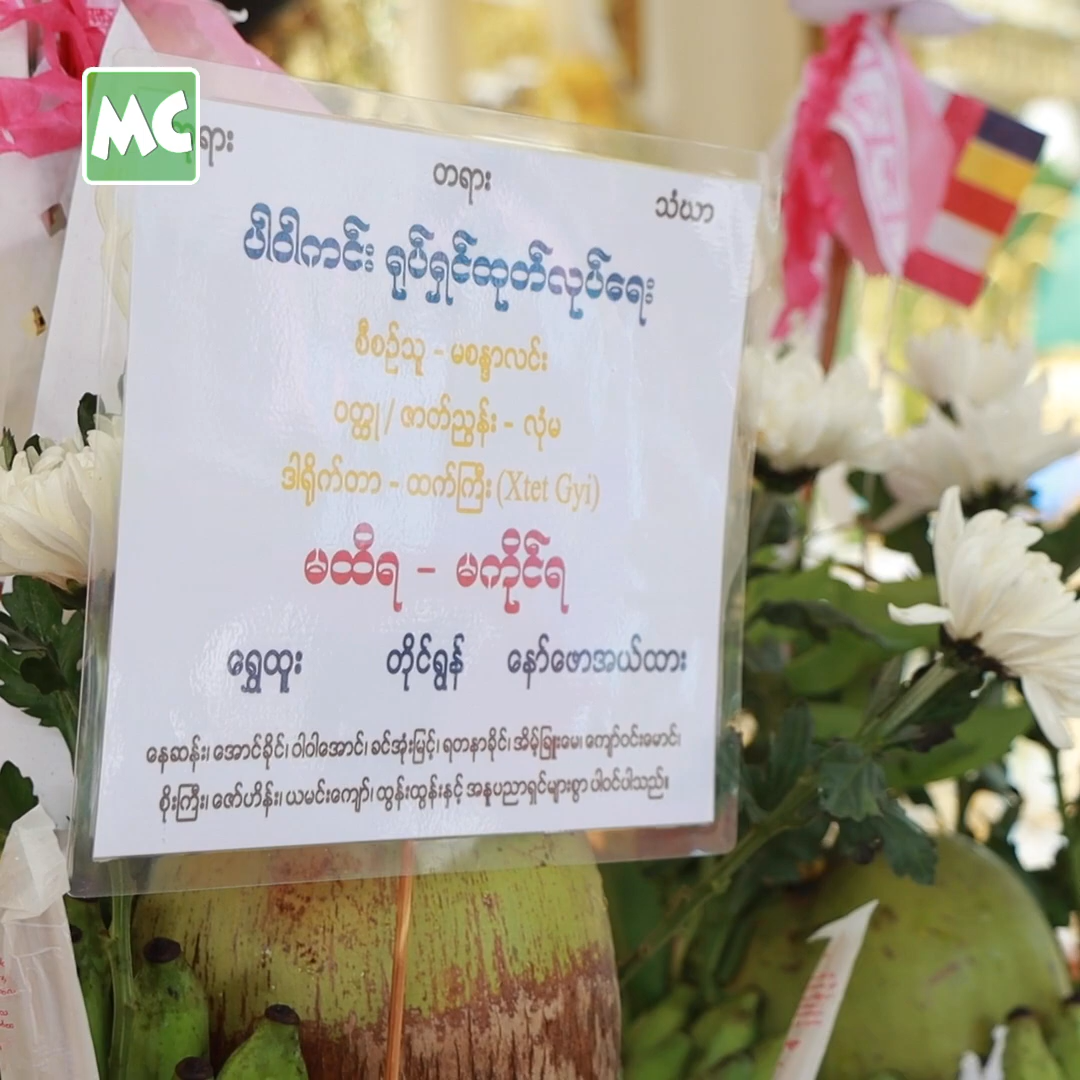 MC
ရား တရား သံဃာ
ပါဝါကင်း ရုပ်ရှင်ထုတ်လုပ်ရေး
စီစဉ်သူ - မစန္ဒာလင်း
ဝတ္ထု / ဇာတ်ညွှန်း - လုံမ
ဒါရိုက်တာ - ထက်ကြီး (Xtet Gyi)
မထိရ - မကိုင်ရ
ရွှေထူး တိုင်ရွန် နော်ဖောအယ်ထား
နေဆန်း၊ အောင်ခိုင်၊ ဝါဝါအောင်၊ ခင်အုံးမြင့်၊ ရတနာခိုင်၊ အိမ့်ခြူးမေ၊ ကျော်ဝင်းမောင်၊
စိုးကြီး၊ ဇော်ဟိန်း၊ ယမင်းကျော်၊ ထွန်းထွန်းနှင့် အနုပညာရှင်များစွာ ပါဝင်ပါသည်။